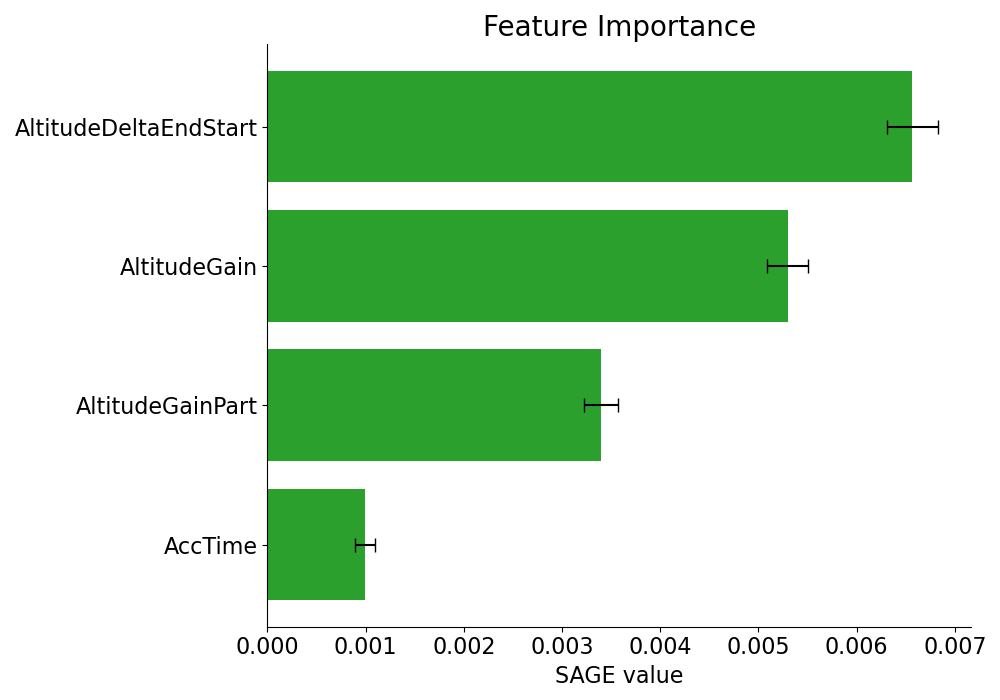 Feature Importance
AltitudeDeltaEndStart
AltitudeGain
AltitudeGainPart
AccTime
0.000 0.001 0.002 0.003 0.004 0.005 0.006 0.007
SAGE value